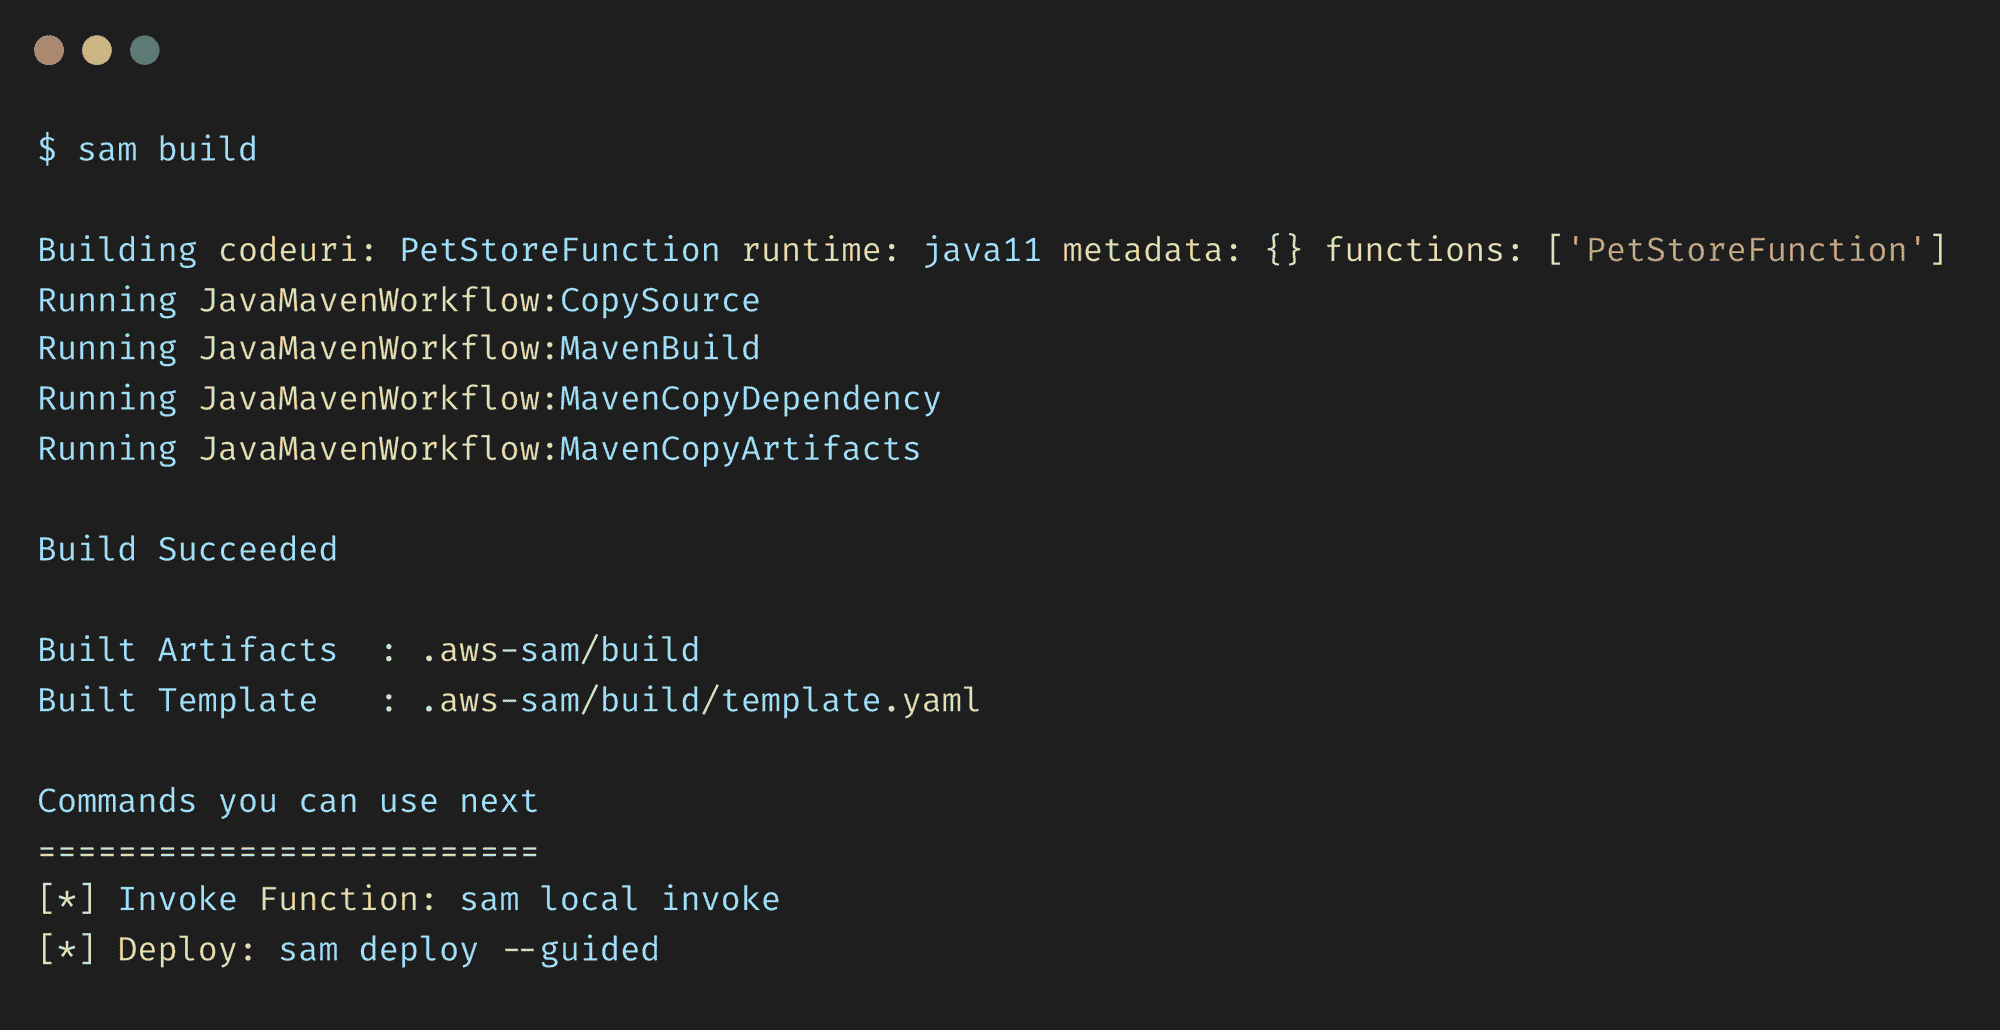 $ sam build
Building codeuri: PetStoreFunction runtime: java11 metadata: {} functions: ['PetStoreFunction']
Running JavaMavenWorkflow:CopySource
Running JavaMavenWorkflow:MavenBuild
Running JavaMavenWorkflow:MavenCopyDependency
Running JavaMavenWorkflow:MavenCopyArtifacts
Build Succeeded
Built Artifacts  : .aws-sam/build
Built Template   : .aws-sam/build/template.yaml
Commands you can use next
=========================
[*] Invoke Function: sam local invoke
[*] Deploy: sam deploy --guided